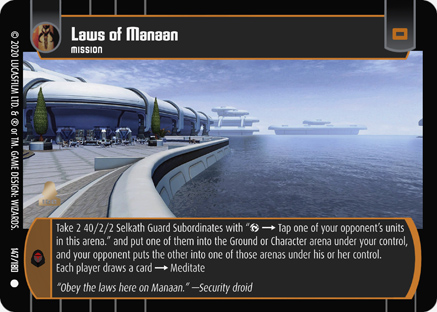 Laws of Manaan
MISSION
Take 2 40/2/2 Selkath Guard Subordinates with “ → Tap one of your opponent's units
in this arena.” and put one of them into the Ground or Character arena under your control,
and your opponent puts the other into one of those arenas under his or her control.
Each player draws a card → Meditate
“Obey the laws here on Manaan.” —Security droid
© 2020 LUCASFILM LTD. & ® or TM. GAME DESIGN: WIZARDS.
147/180